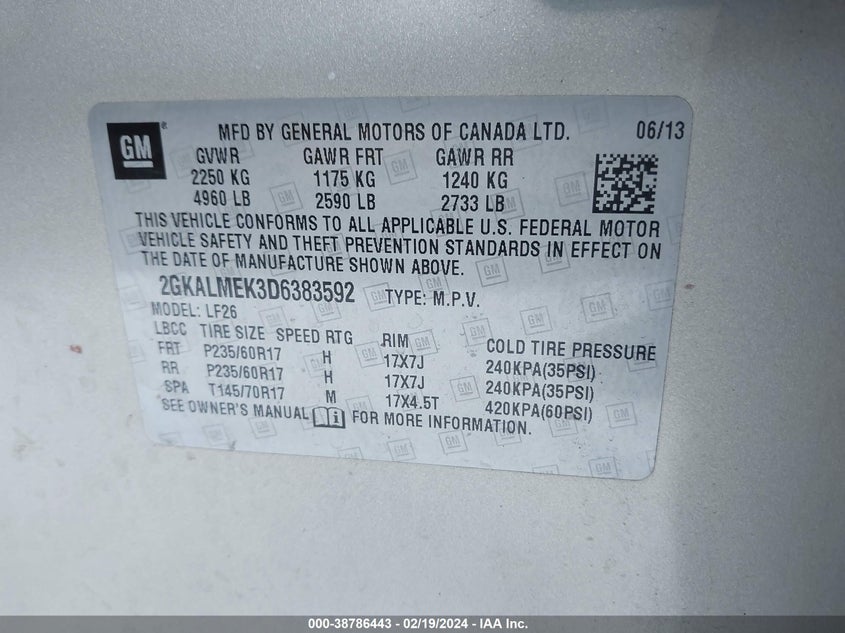 GM ® MFD BY GENERAL MOTORS OF CANADA LTD. 06/13
GVWR GAWR FRT GAWR RR
2250 KG 1175 KG 1240 KG
4960 LB 2590 LB 2733 LB
THIS VEHICLE CONFORMS TO ALL APPLICABLE U.S. FEDERAL MOTOR
VEHICLE SAFETY AND THEFT PREVENTION STANDARDS IN EFFECT ON
THE DATE OF MANUFACTURE SHOWN ABOVE.
2GKALMEK3D6383592 TYPE: M.P.V.
MODEL: LF26
LBCC TIRE SIZE SPEED RTG RIM COLD TIRE PRESSURE
FRT P235/60R17 H 17X7J 240KPA(35PSI)
RR P235/60R17 H 17X7J 240KPA(35PSI)
SPA T145/70R17 M 17X4.5T 420KPA(60PSI)
SEE OWNER'S MANUAL FOR MORE INFORMATION.
000-38786443 - 02/19/2024 - IAA Inc.